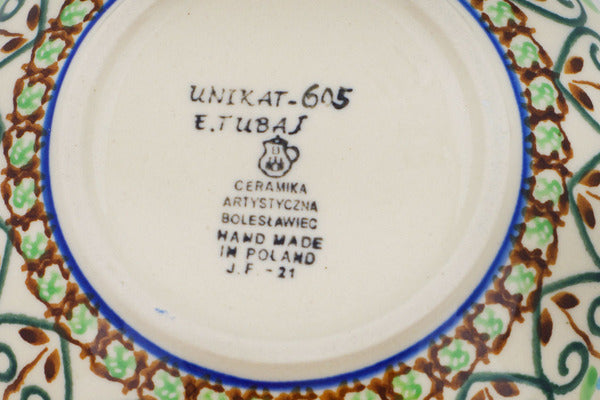 UNIKAT-605
E.TUBAJ
B
CERAMIKA
ARTYSTYCZNA
BOLESŁAWIEC
HAND MADE
IN POLAND
J.F. - 21